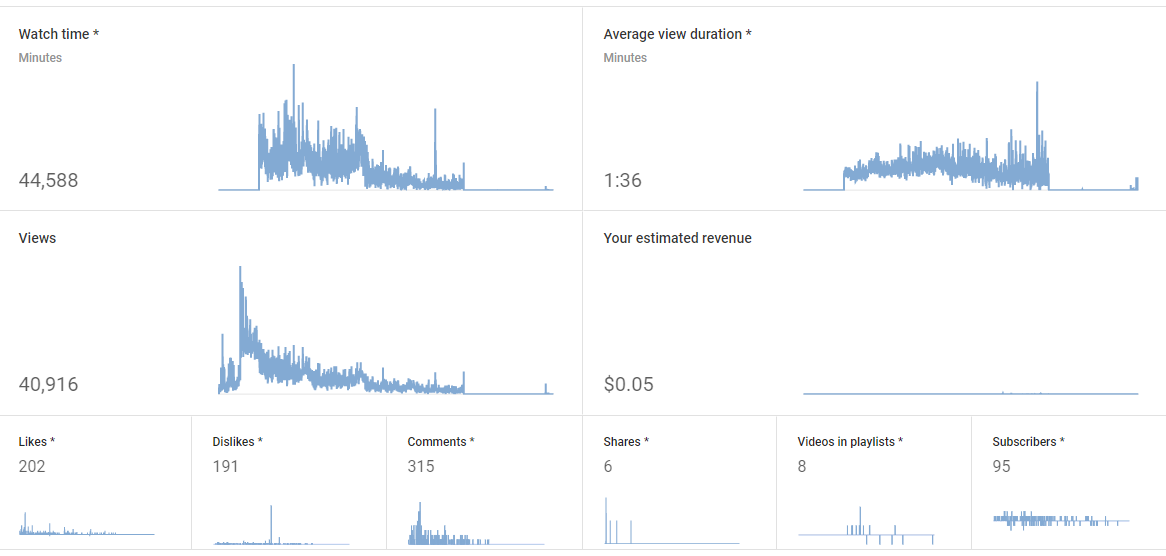 Watch time *
Minutes
44,588
Average view duration *
Minutes
1:36
Views
40,916
Your estimated revenue
$0.05
Likes *
202
Dislikes *
191
Comments *
315
Shares *
6
Videos in playlists *
8
Subscribers *
95